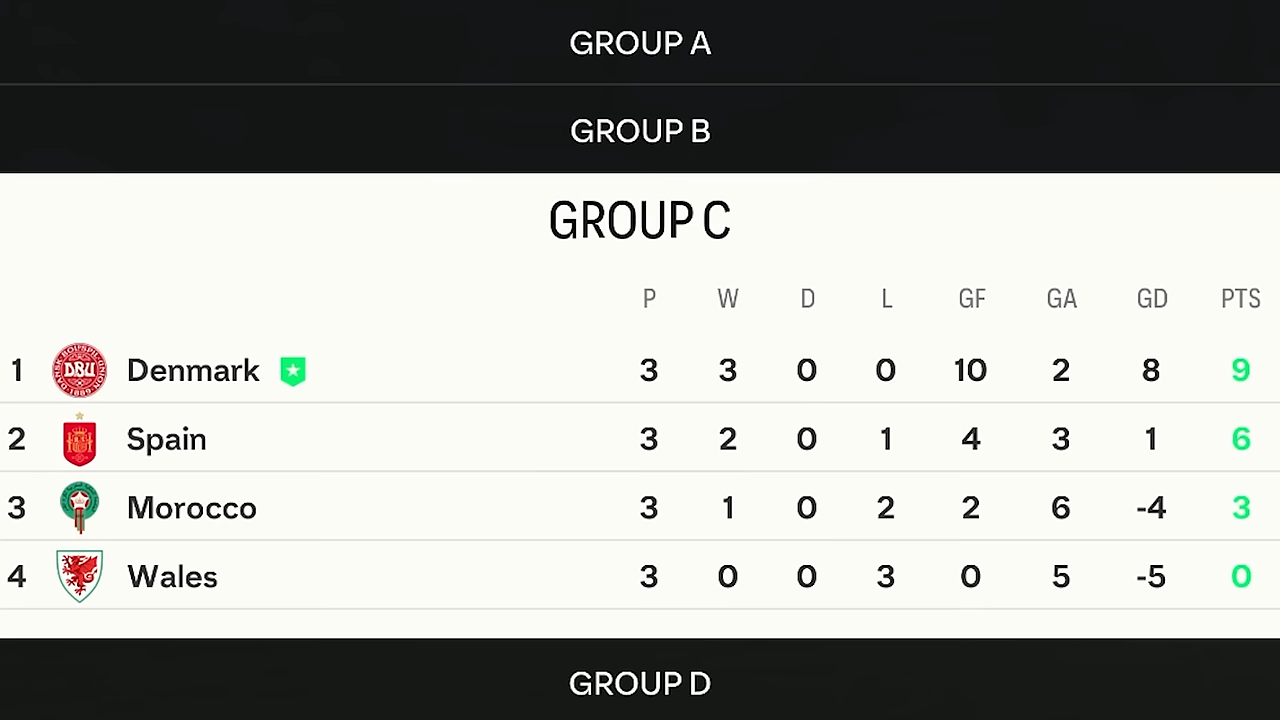 GROUP A
GROUP B
GROUP C
P W D L GF GA GD PTS
1 DBU Denmark 3 3 0 0 10 2 8 9
2 Spain 3 2 0 1 4 3 1 6
3 Morocco 3 1 0 2 2 6 -4 3
4 Wales 3 0 0 3 0 5 -5 0
GROUP D